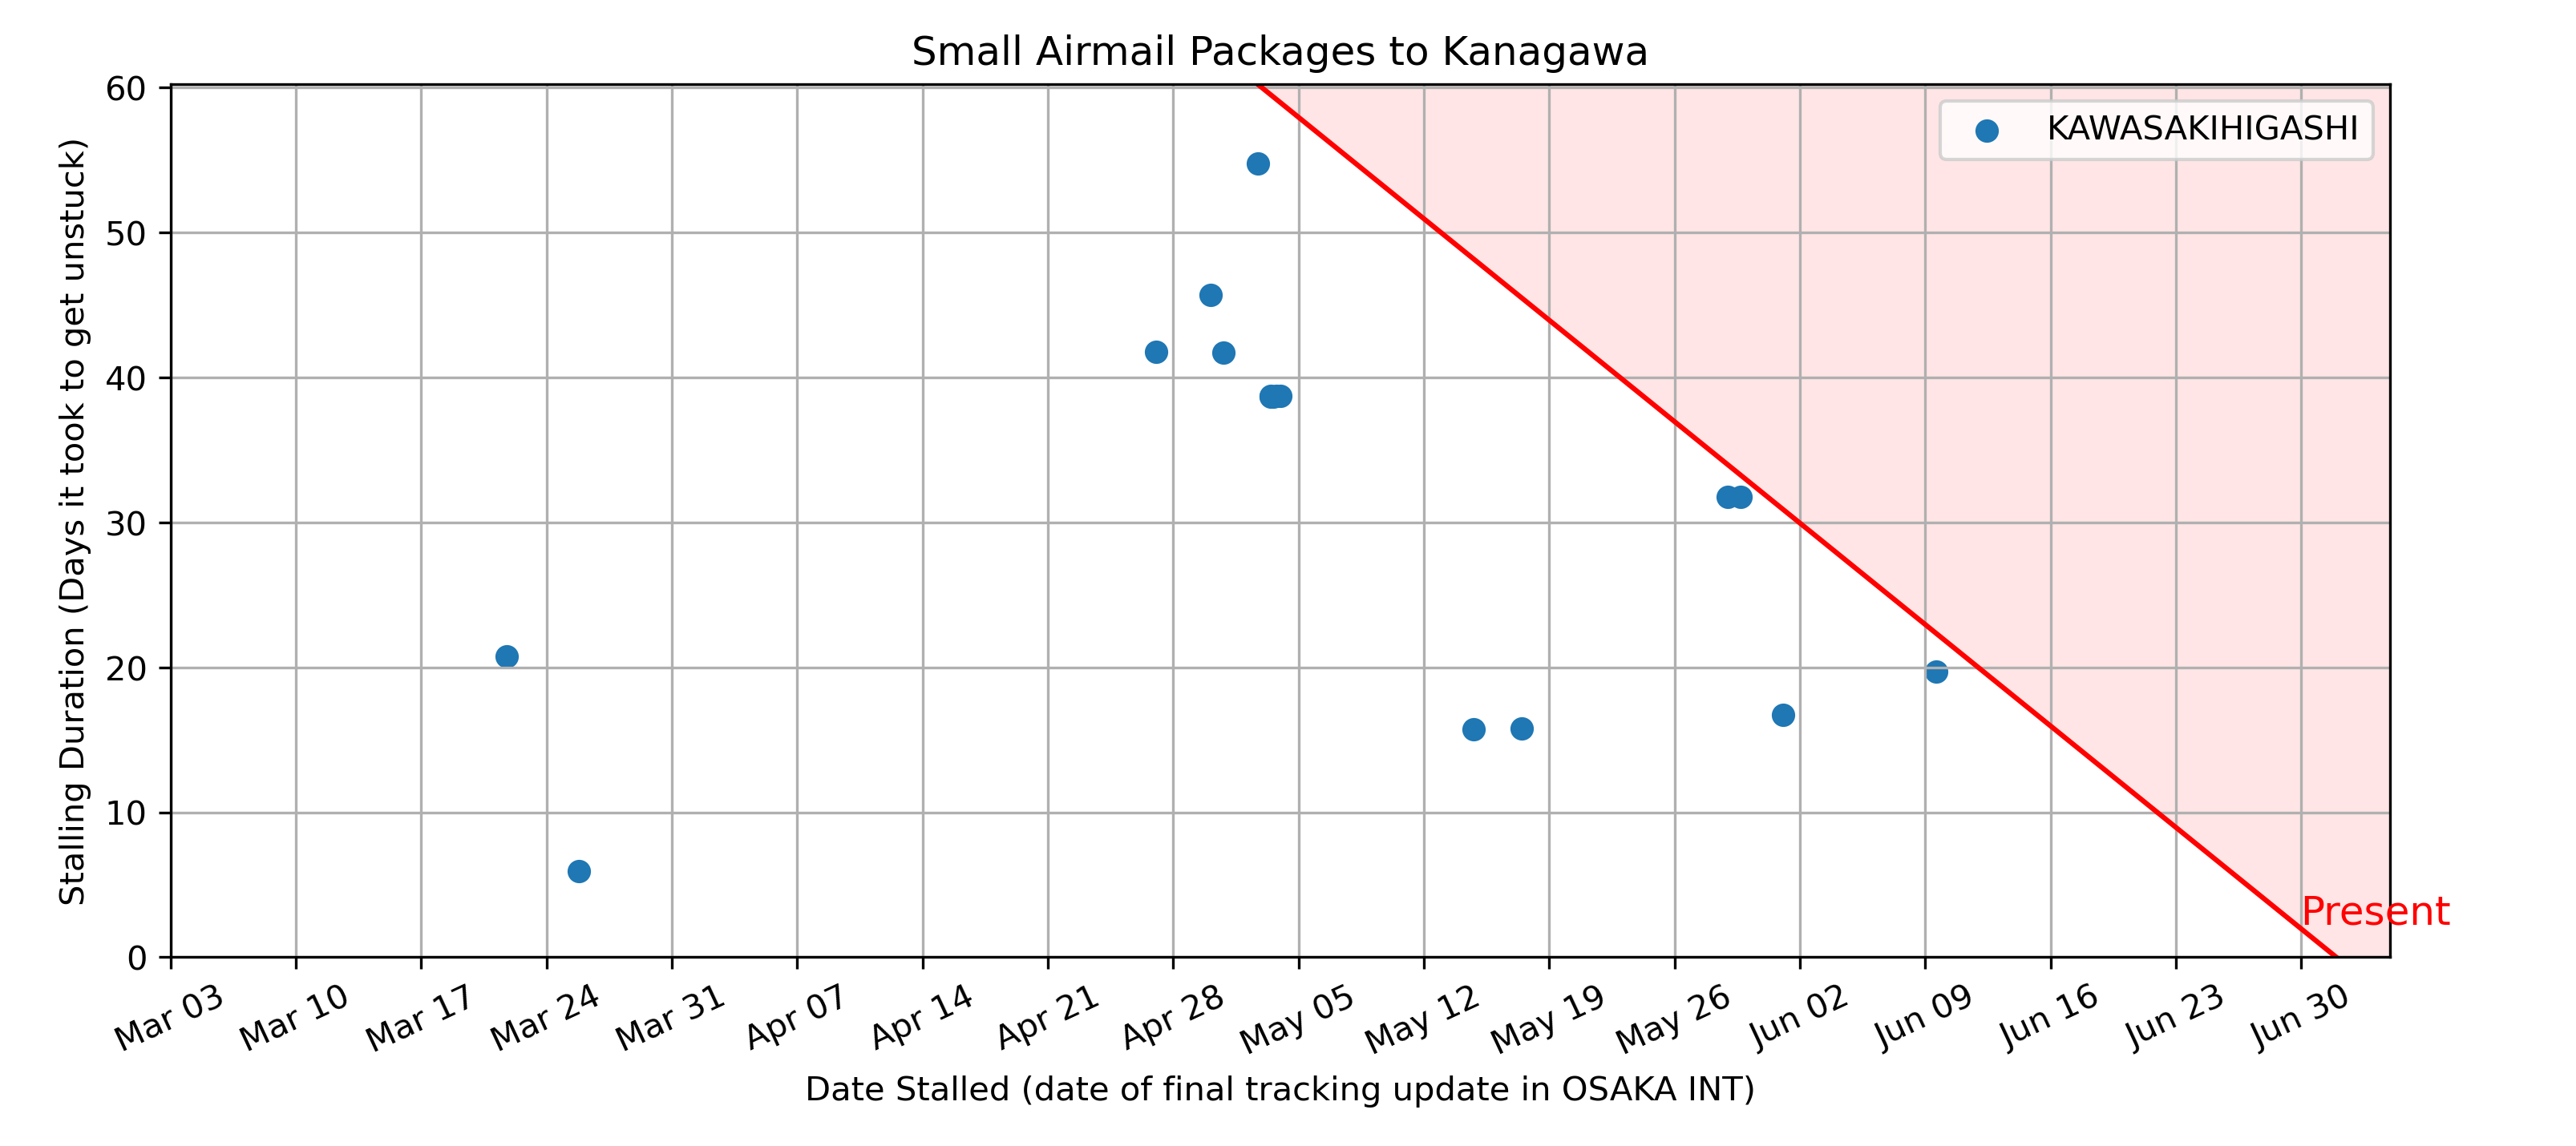 Small Airmail Packages to Kanagawa
KAWASAKIHIGASHI
Stalling Duration (Days it took to get unstuck)
60
50
40
30
20
10
0
Present
Mar 03
Mar 10
Mar 17
Mar 24
Mar 31
Apr 07
Apr 14
Apr 21
Apr 28
May 05
May 12
May 19
May 26
Jun 02
Jun 09
Jun 16
Jun 23
Jun 30
Date Stalled (date of final tracking update in OSAKA INT)